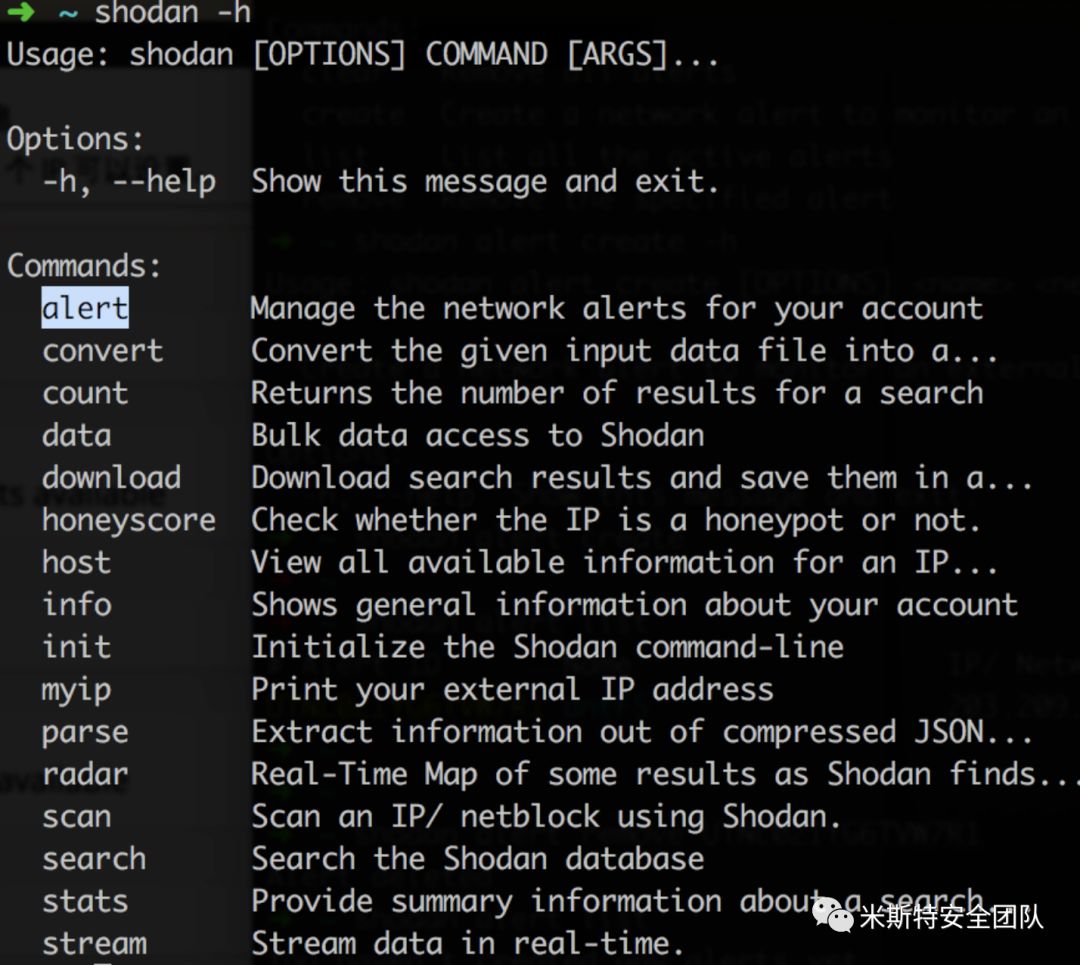 ➜ ~ shodan -h
Usage: shodan [OPTIONS] COMMAND [ARGS]...
Options:
-h, --help Show this message and exit.
Commands:
alert Manage the network alerts for your account
convert Convert the given input data file into a...
count Returns the number of results for a search
data Bulk data access to Shodan
download Download search results and save them in a...
honeyscore Check whether the IP is a honeypot or not.
host View all available information for an IP...
info Shows general information about your account
init Initialize the Shodan command-line
myip Print your external IP address
parse Extract information out of compressed JSON...
radar Real-Time Map of some results as Shodan finds...
scan Scan an IP/ netblock using Shodan.
search Search the Shodan database
stats Provide summary information about a search...
stream Stream data in real-time.
米斯特安全团队